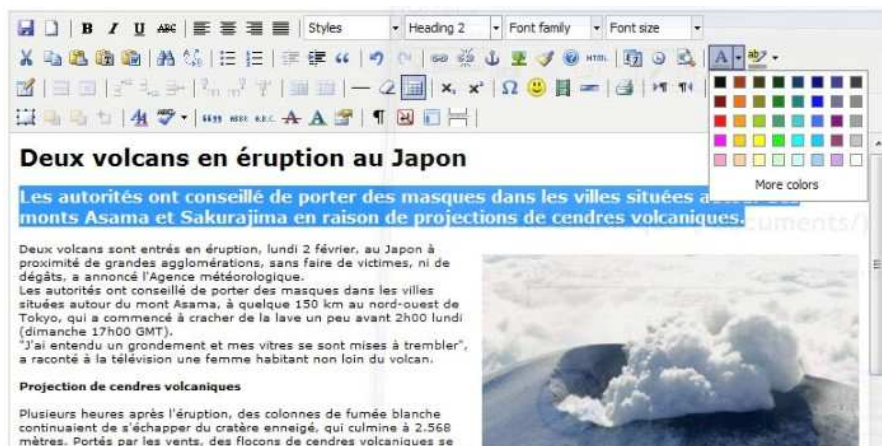 B I U ABC Styles Heading 2 Font family Font size
HTML
Deux volcans en éruption au Japon
More colors
Les autorités ont conseillé de porter des masques dans les villes situées
monts Asama et Sakurajima en raison de projections de cendres volcaniques.
Deux volcans sont entrés en éruption, lundi 2 février, au Japon à
proximité de grandes agglomérations, sans faire de victimes, ni de
dégâts, a annoncé l'Agence météorologique.
Les autorités ont conseillé de porter des masques dans les villes
situées autour du mont Asama, à quelque 150 km au nord-ouest de
Tokyo, qui a commencé à cracher de la lave un peu avant 2h00 lundi
(dimanche 17h00 GMT).
"J'ai entendu un grondement et mes vitres se sont mises à trembler",
a raconté à la télévision une femme habitant non loin du volcan.
Projection de cendres volcaniques
Plusieurs heures après l'éruption, des colonnes de fumée blanche
continuaient de s'échapper du cratère enneigé, qui culmine à 2.568
mètres. Portés par les vents, des flocons de cendres volcaniques se